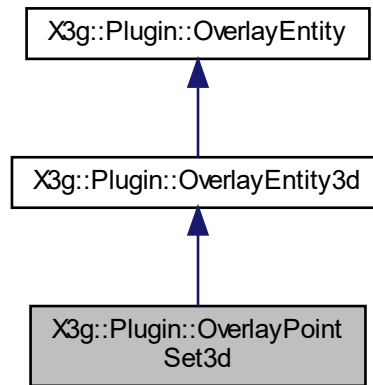 X3g::Plugin::OverlayEntity
X3g::Plugin::OverlayEntity3d
X3g::Plugin::OverlayPoint
Set3d